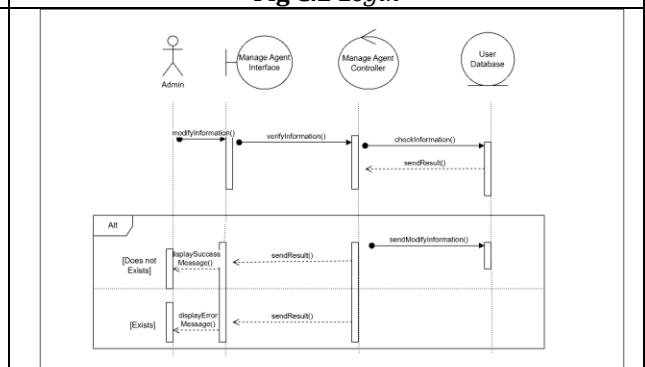 Fig C.2 Login
Manage Agent
Interface
Manage Agent
Controller
User
Database
Admin
modifyInformation()
verifyInformation()
chockInformation()
sendResult()
Alt
sendModifyInformation()
[Does not
Exists]
displaySuccess
Message()
sendResult()
[Exists]
displayError
Message()
sendResult()